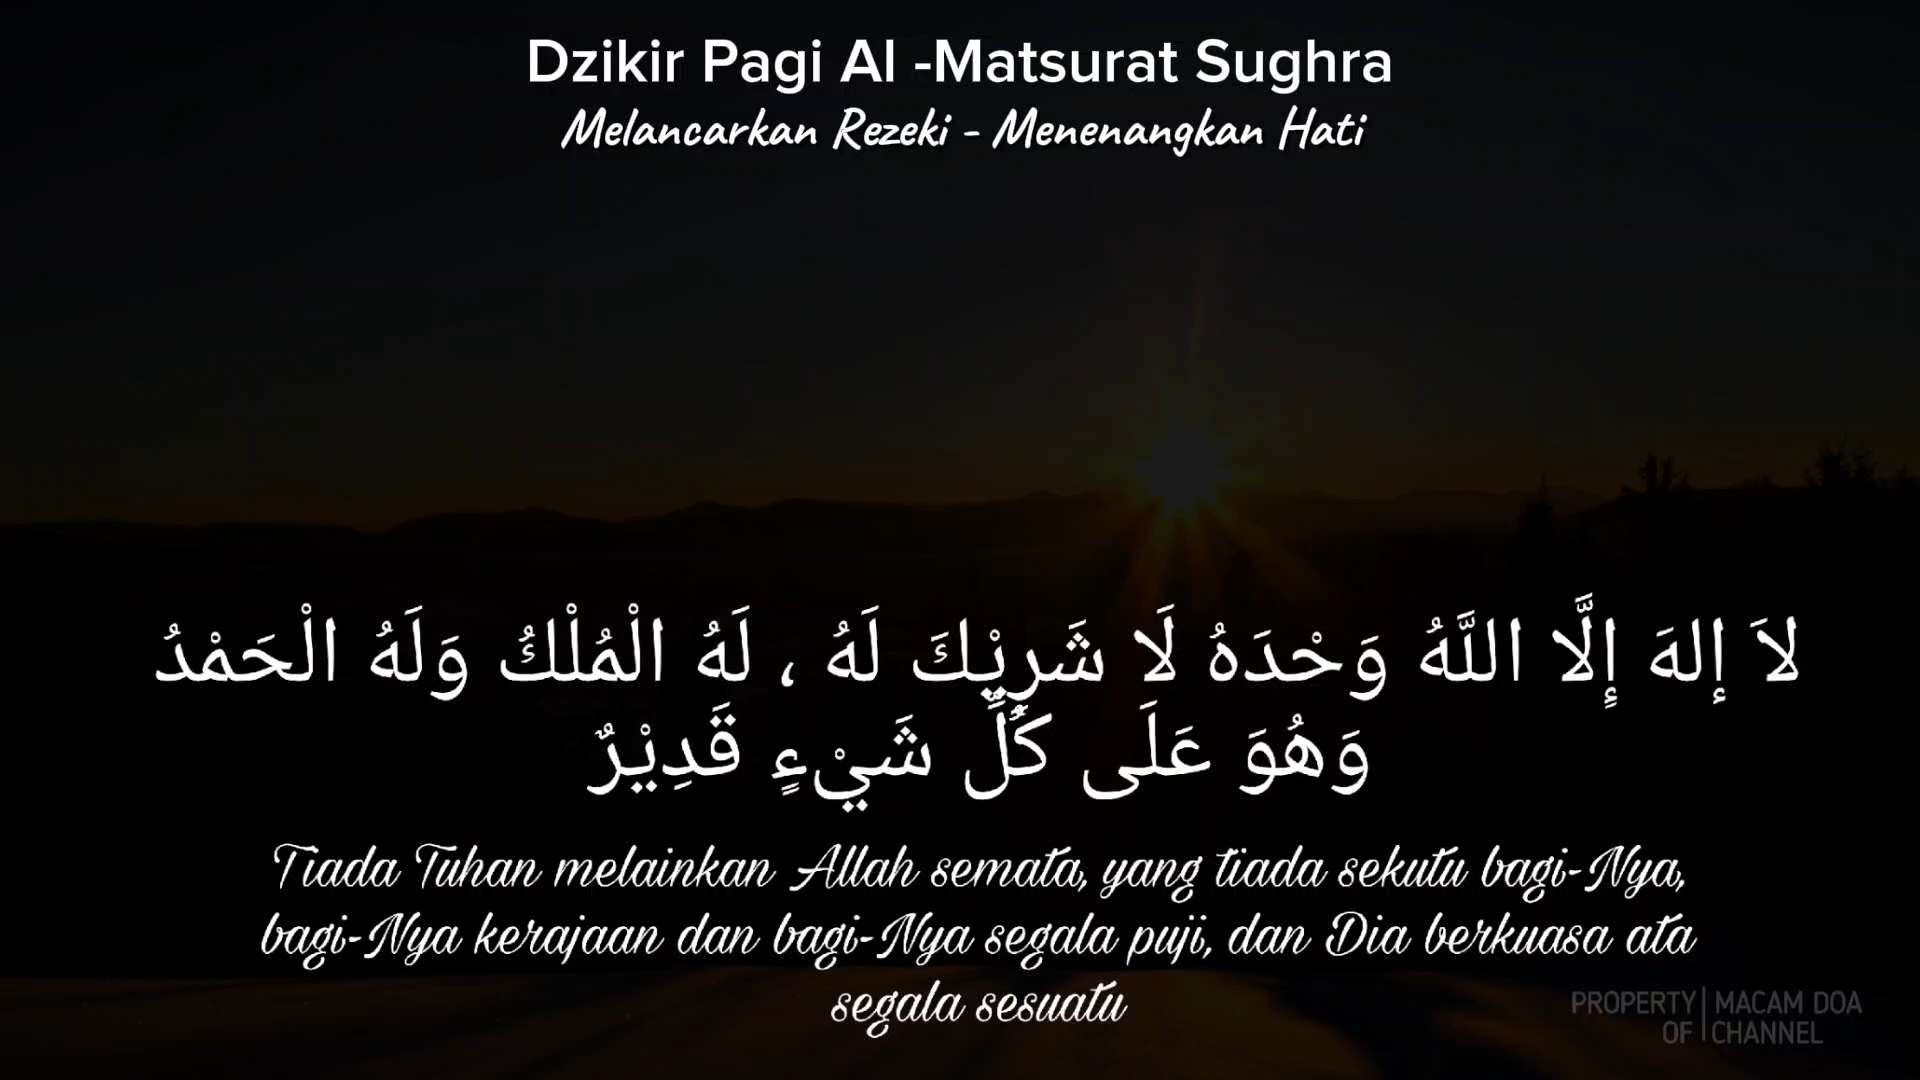 Dzikir Pagi Al -Matsurat Sughra
Melancarkan Rezeki - Menenangkan Hati
لاَ إِلهَ إِلَّا اللَّهُ وَحْدَهُ لَا شَرِيْكَ لَهُ ، لَهُ الْمُلْكُ وَلَهُ الْحَمْدُ
وَهُوَ عَلَى كُلِّ شَيْءٍ قَدِيْرٌ
Tiada Tuhan melainkan Allah semata, yang tiada sekutu bagi-Nya,
bagi-Nya kerajaan dan bagi-Nya segala puji, dan Dia berkuasa ata
segala sesuatu
PROPERTY OF
MACAM DOA CHANNEL